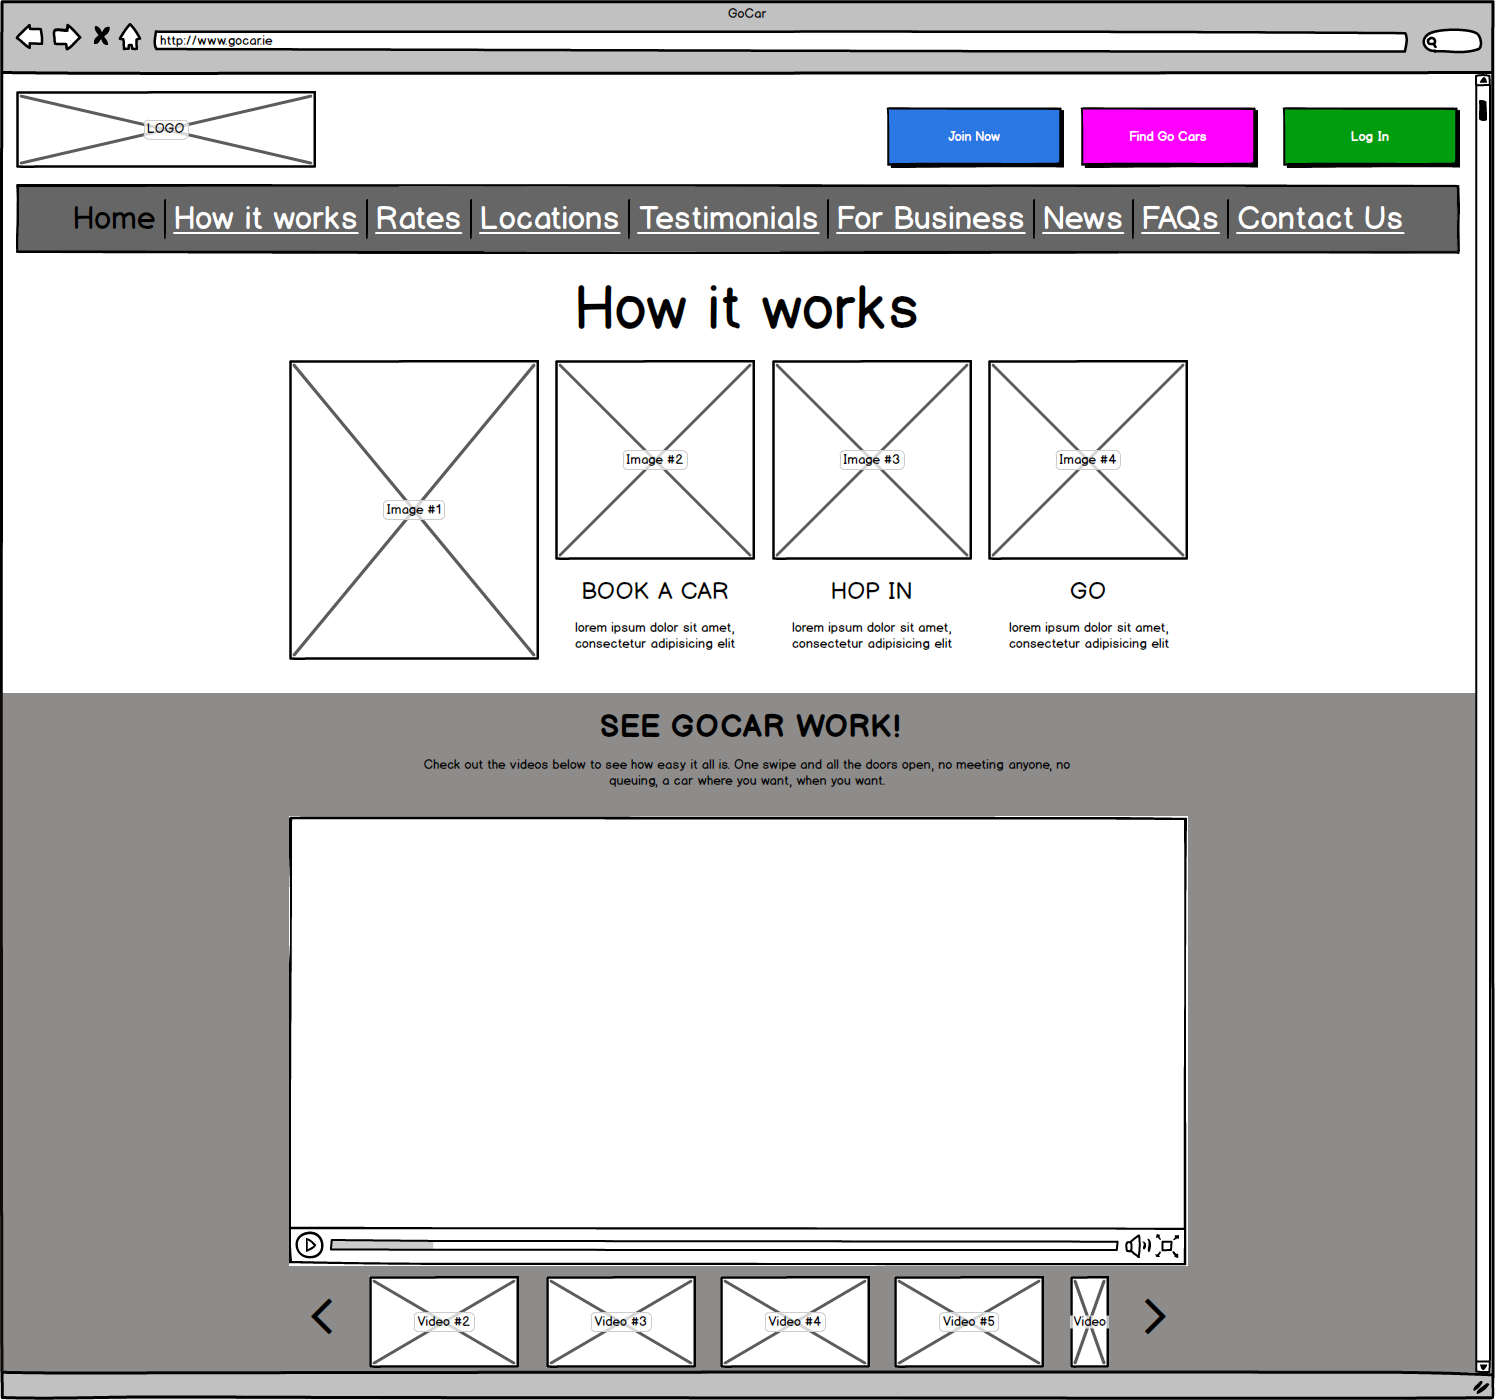 GoCar
http://www.gocar.ie
LOGO
Join Now
Find Go Cars
Log In
Home How it works Rates Locations Testimonials For Business News FAQs Contact Us
How it works
Image #1
Image #2
Image #3
Image #4
BOOK A CAR
lorem ipsum dolor sit amet,
consectetur adipisicing elit
HOP IN
lorem ipsum dolor sit amet,
consectetur adipisicing elit
GO
lorem ipsum dolor sit amet,
consectetur adipisicing elit
SEE GOCAR WORK!
Check out the videos below to see how easy it all is. One swipe and all the doors open, no meeting anyone, no
queuing, a car where you want, when you want.
Video #2
Video #3
Video #4
Video #5
Video